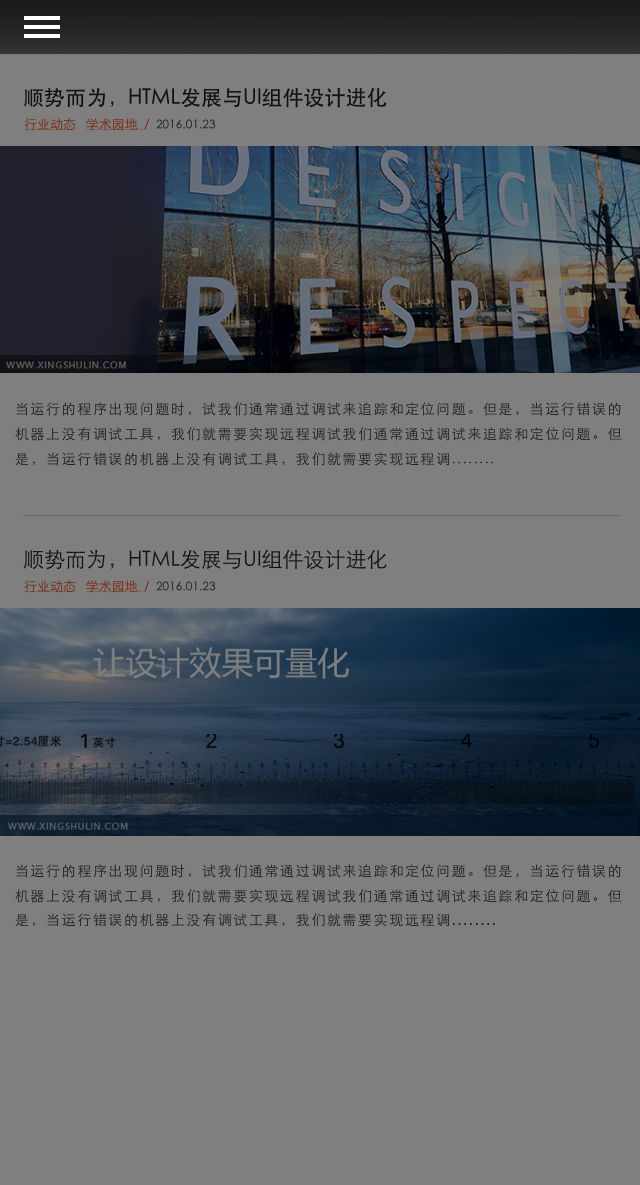 顺势而为，HTML发展与UI组件设计进化
行业动态 学术园地 / 2016.01.23
DESIGN
RESPECT
WWW.XINGSHULIN.COM
当运行的程序出现问题时，试我们通常通过调试来追踪和定位问题。但是，当运行错误的
机器上没有调试工具，我们就需要实现远程调试我们通常通过调试来追踪和定位问题。但
是，当运行错误的机器上没有调试工具，我们就需要实现远程调........
顺势而为，HTML发展与UI组件设计进化
行业动态 学术园地 / 2016.01.23
让设计效果可量化
寸=2.54厘米 1 英寸 2 3 4 5
WWW.XINGSHULIN.COM
当运行的程序出现问题时，试我们通常通过调试来追踪和定位问题。但是，当运行错误的
机器上没有调试工具，我们就需要实现远程调试我们通常通过调试来追踪和定位问题。但
是，当运行错误的机器上没有调试工具，我们就需要实现远程调........